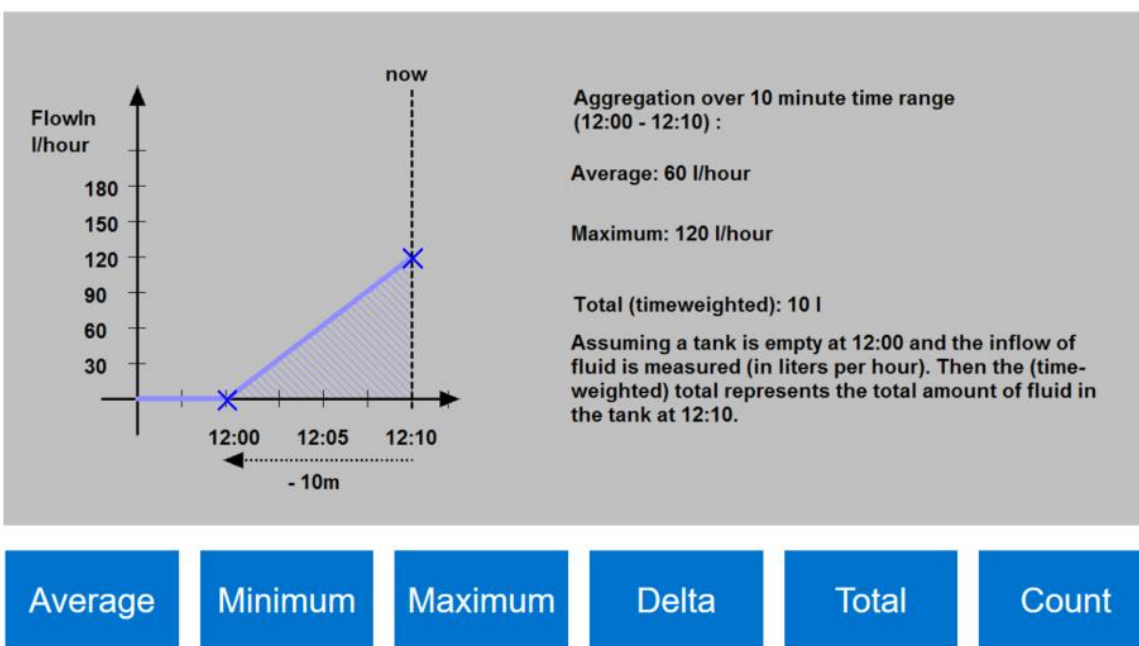 now
FlowIn
l/hour
180
150
120
90
60
30
12:00 12:05 12:10
- 10m
Aggregation over 10 minute time range
(12:00 - 12:10) :
Average: 60 l/hour
Maximum: 120 l/hour
Total (timeweighted): 10 l
Assuming a tank is empty at 12:00 and the inflow of
fluid is measured (in liters per hour). Then the (time-
weighted) total represents the total amount of fluid in
the tank at 12:10.
Average Minimum Maximum Delta Total Count